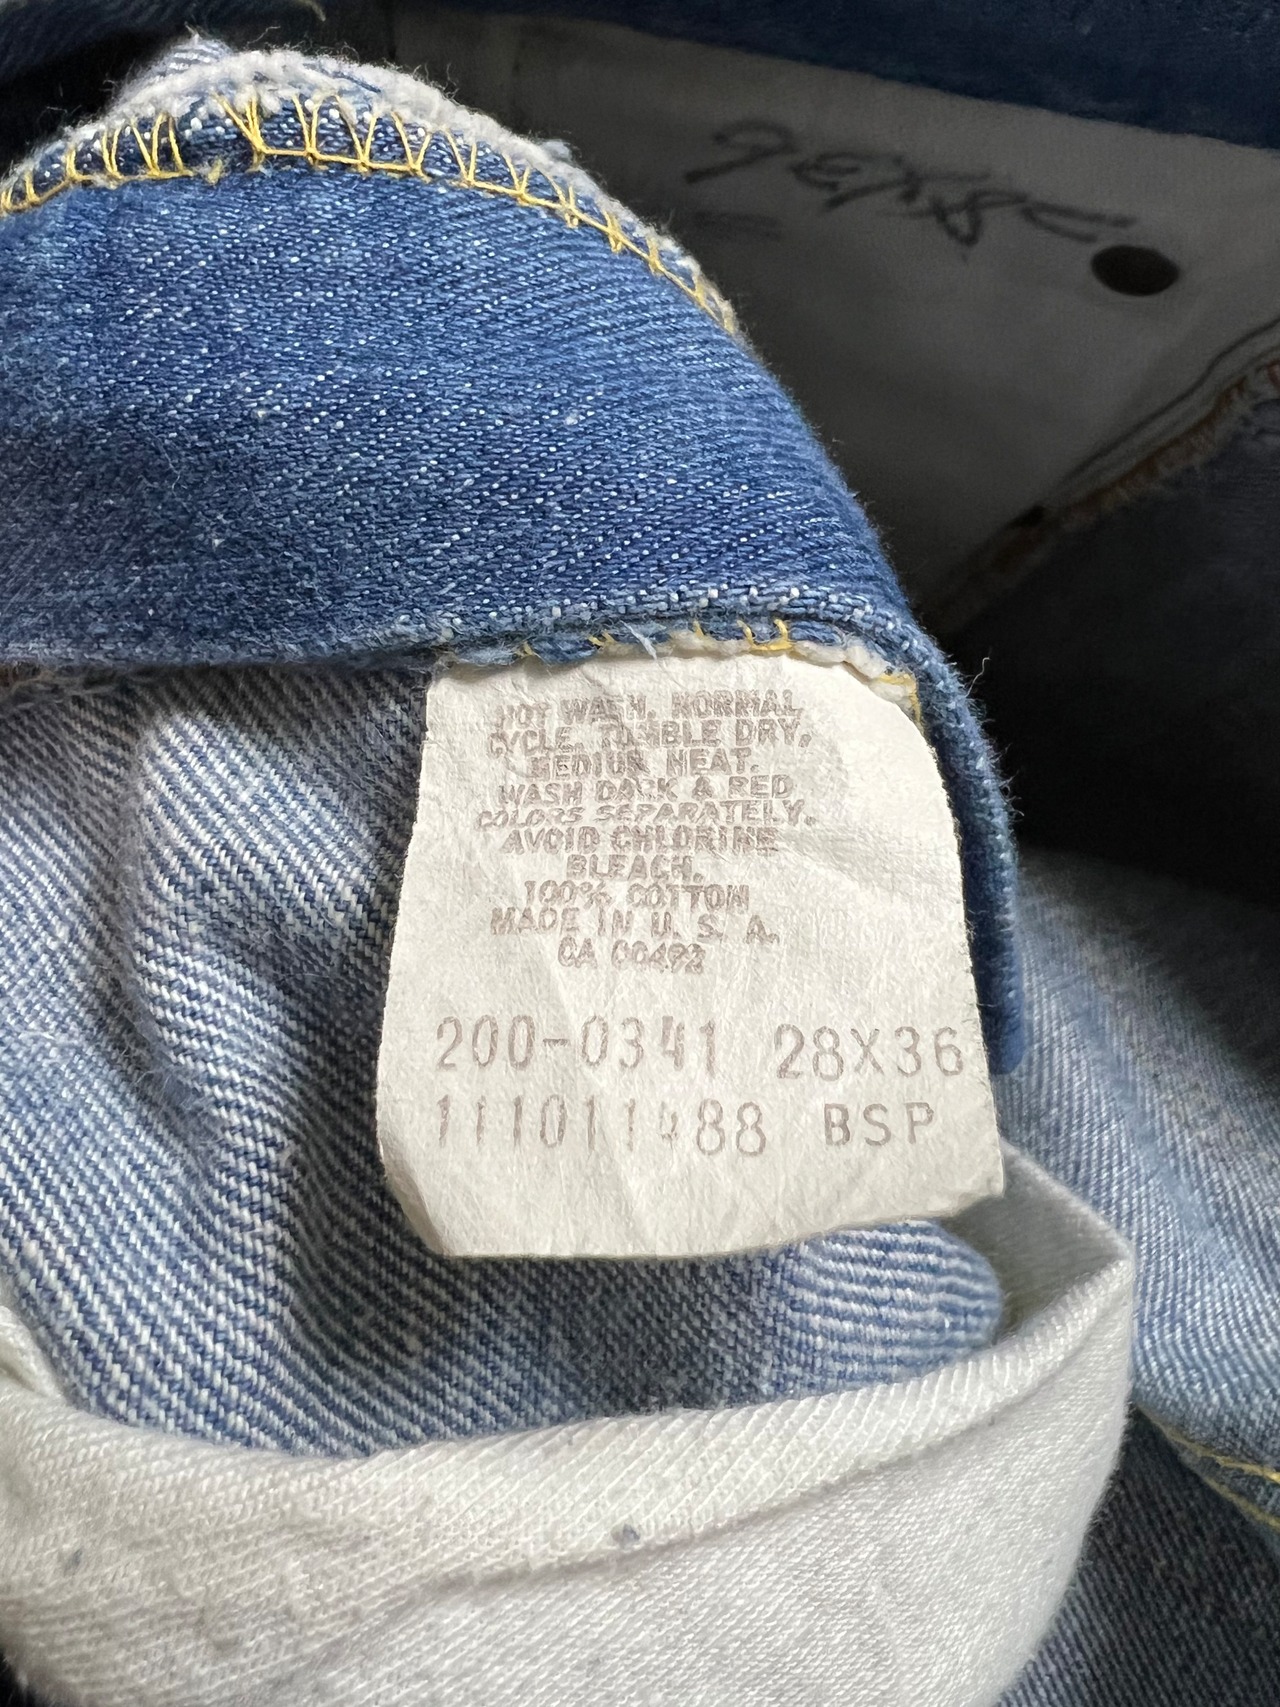 HOT WASH, NORMAL
CYCLE, TUMBLE DRY,
MEDIUM HEAT.
WASH DARK & RED
COLORS SEPARATELY.
AVOID CHLORINE
BLEACH.
100% COTTON
MADE IN U. S. A.
CA 00492
200-0341 28X36
BSP